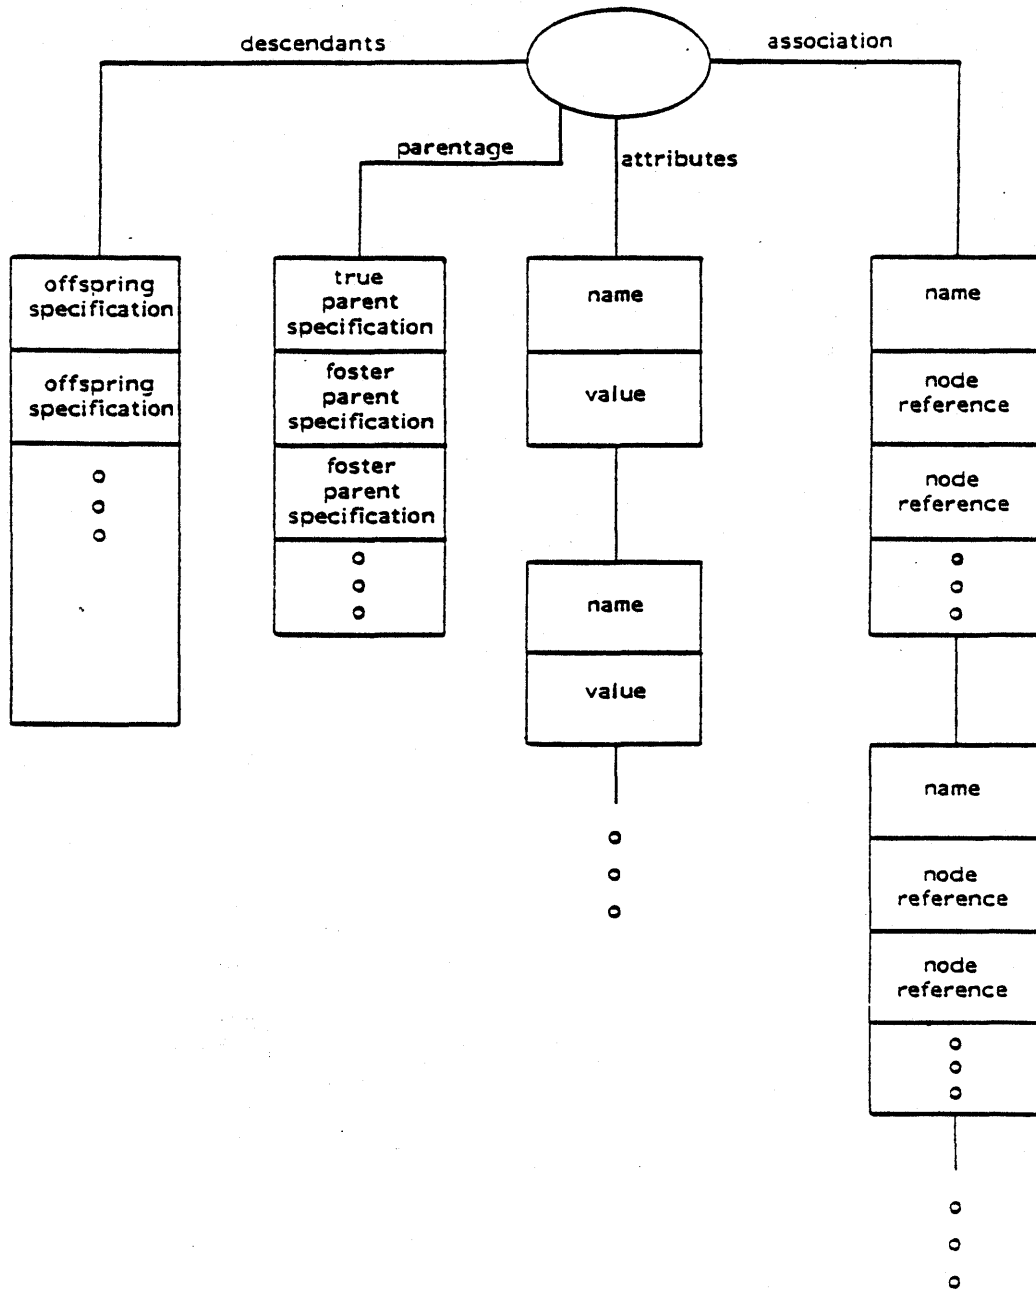 descendants
association
parentage
attributes
offspring
specification
offspring
specification
o
o
o
true
parent
specification
foster
parent
specification
foster
parent
specification
o
o
o
name
value
name
value
o
o
o
name
node
reference
node
reference
o
o
o
name
node
reference
node
reference
o
o
o
o
o
o